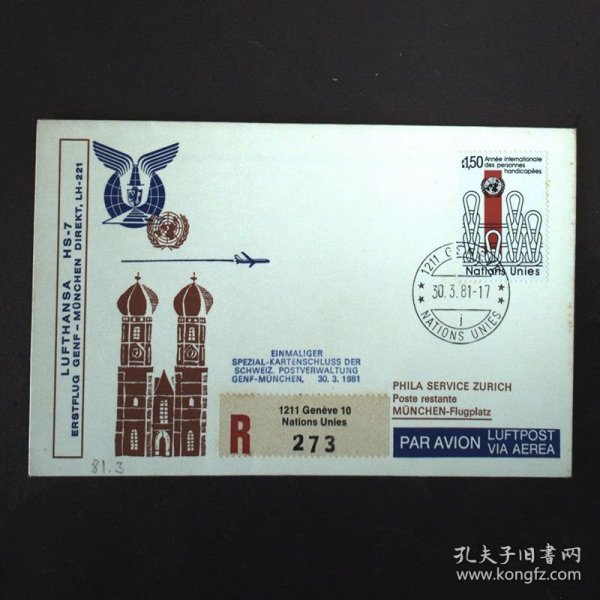 LUFTHANSA HS-7
ERSTFLUG GENF-MÜNCHEN DIREKT, LH-221
1,50 Année internationale
des personnes
handicapées
Nations Unies
1211 GENÈVE
30.3.81-17
j
NATIONS UNIES
EINMALIGER
SPEZIAL-KARTENSCHLUSS DER
SCHWEIZ. POSTVERWALTUNG
GENF-MÜNCHEN, 30. 3. 1981
PHILA SERVICE ZURICH
Poste restante
MÜNCHEN-Flugplatz
R
1211 Genève 10
Nations Unies
273
PAR AVION
LUFTPOST
VIA AEREA
81.3
孔夫子旧书网
www.kongfz.com